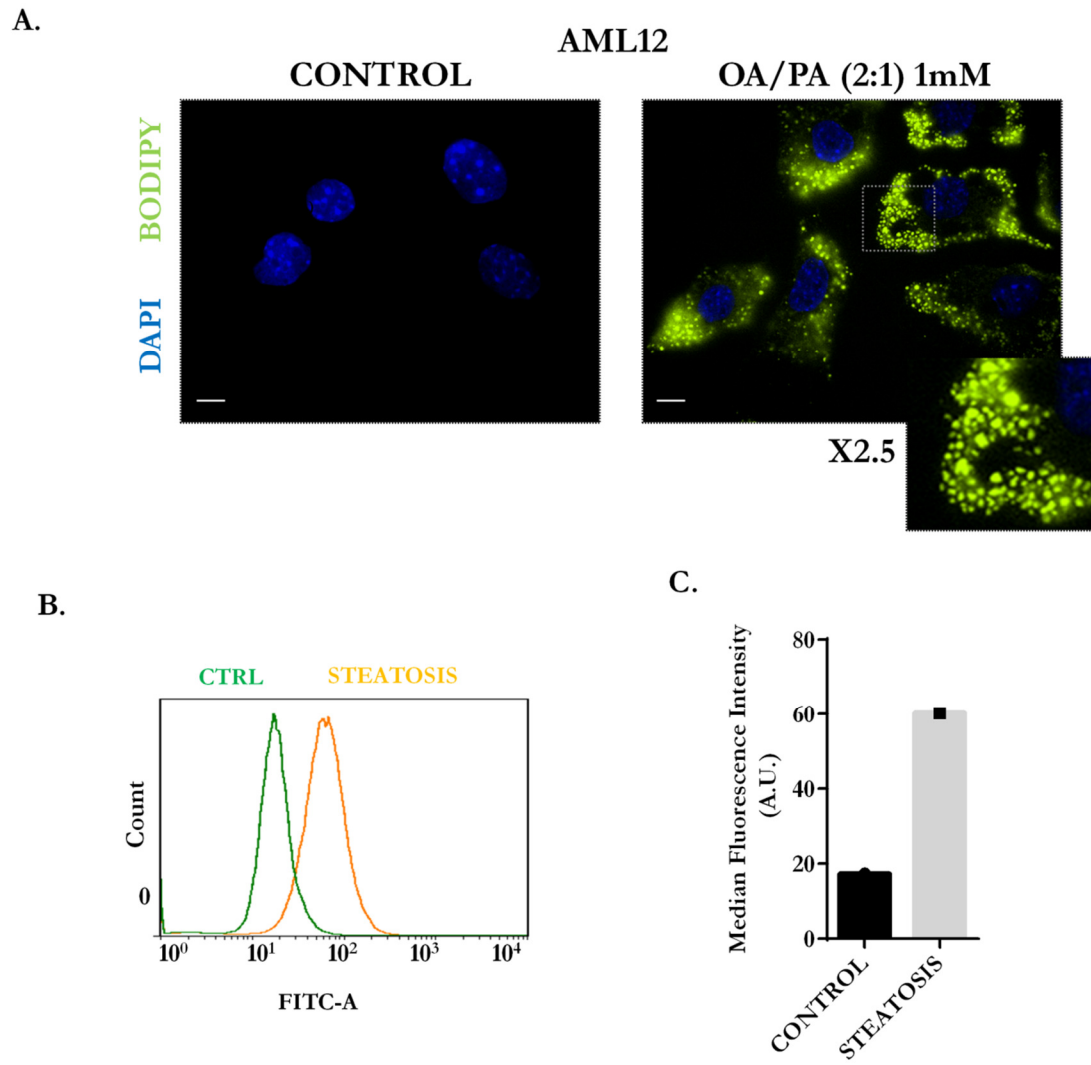 A.
AML12
CONTROL
OA/PA (2:1) 1mM
BODIPY
DAPI
X2.5
B.
CTRL
STEATOSIS
Count
0
10⁰ 10¹ 10² 10³ 10⁴
FITC-A
C.
Median Fluorescence Intensity
(A.U.)
80
60
40
20
0
CONTROL
STEATOSIS